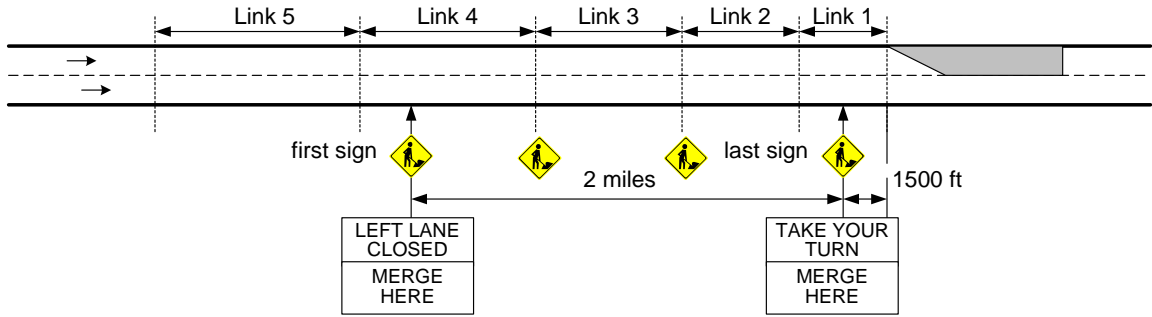 Link 5
Link 4
Link 3
Link 2
Link 1
first sign
last sign
2 miles
1500 ft
LEFT LANE
CLOSED
MERGE
HERE
TAKE YOUR
TURN
MERGE
HERE